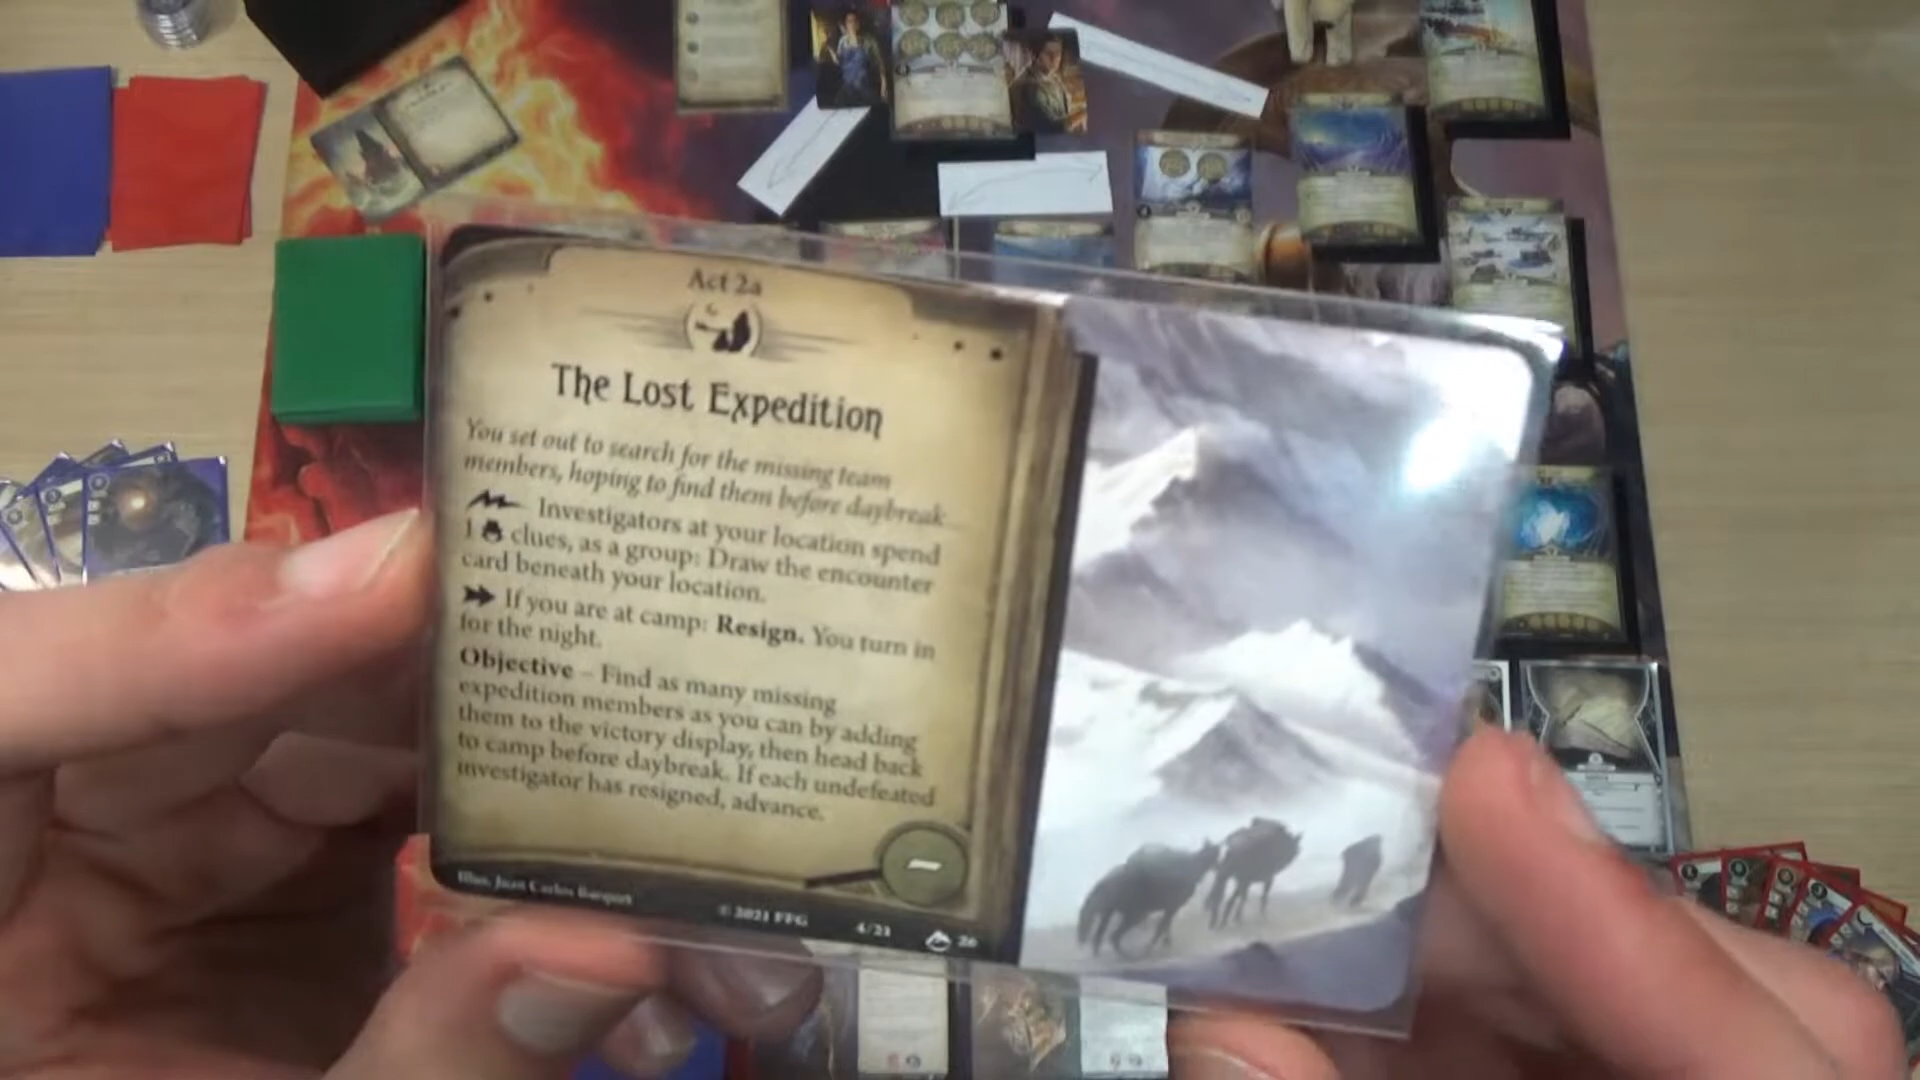 Act 2a
The Lost Expedition
You set out to search for the missing team
members, hoping to find them before daybreak
Investigators at your location spend
1 clues, as a group: Draw the encounter
card beneath your location.
If you are at camp: Resign. You turn in
for the night.
Objective – Find as many missing
expedition members as you can by adding
them to the victory display, then head back
to camp before daybreak. If each undefeated
investigator has resigned, advance.
–
Illus. Juan Carlos Barquet
© 2021 FFG
4/21
26